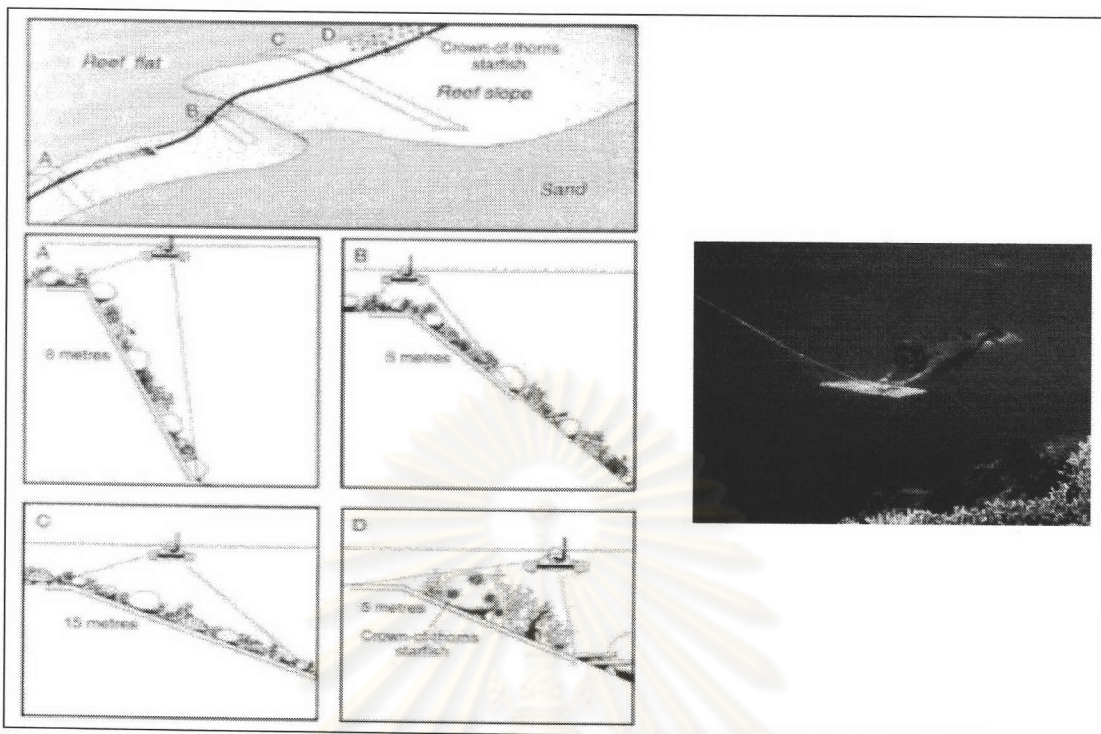 C
D
Crown-of-thorns
starfish
Reef flat
Reef slope
B
A
Sand
A
8 metres
B
5 metres
C
15 metres
D
5 metres
Crown-of-thorns
starfish